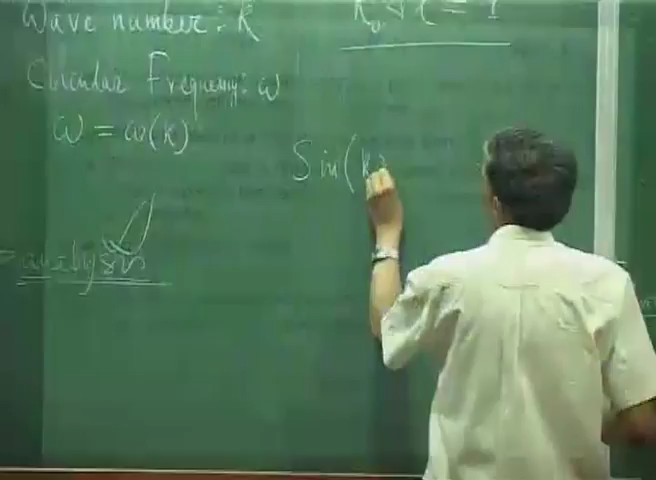 Wave number: k
Circular Frequency: ω
ω = ω(k)
Sin(k
analysis